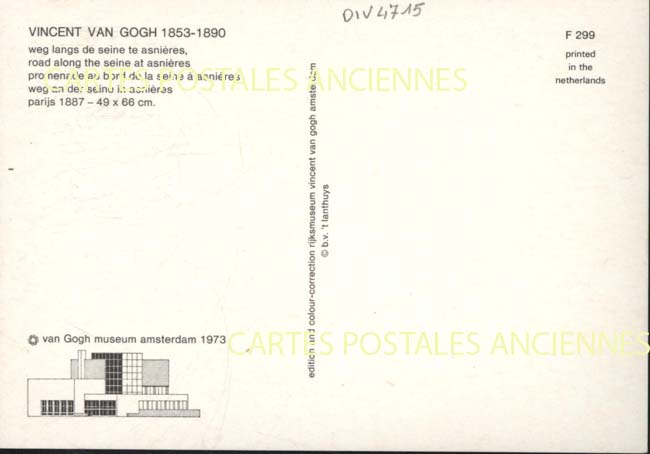 DIV 4715
VINCENT VAN GOGH 1853-1890
weg langs de seine te asnières,
road along the seine at asnières
promenade au bord de la seine à asnières
weg an der seine in asnières
parijs 1887 – 49 x 66 cm.
F 299
printed
in the
netherlands
CARTES POSTALES ANCIENNES
edition and colour-correction rijksmuseum vincent van gogh amsterdam
© b.v. 't lanthuys
van Gogh museum amsterdam 1973
CARTES POSTALES ANCIENNES